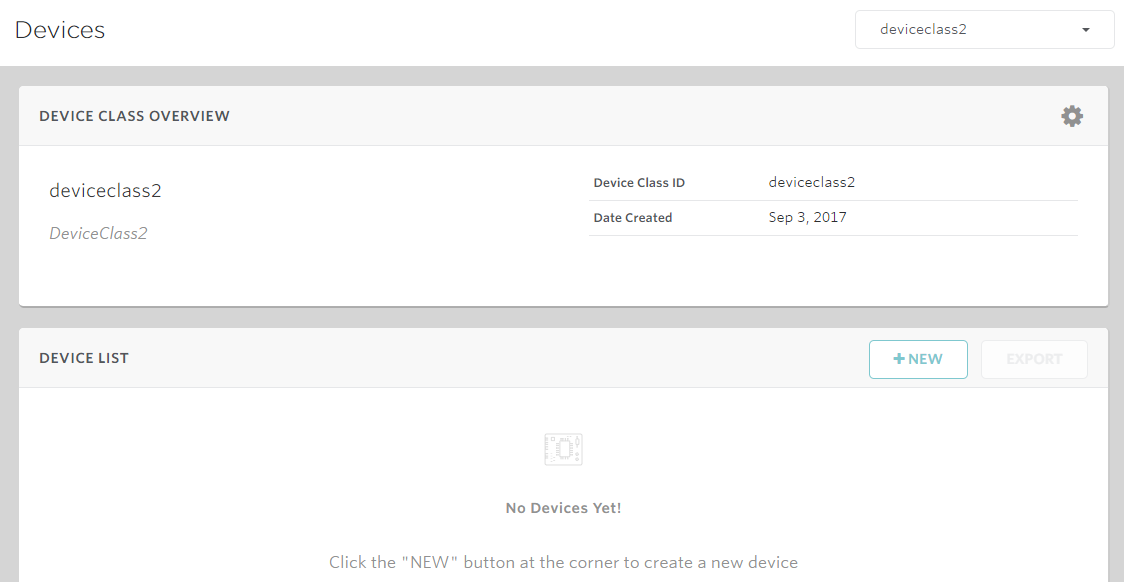 Devices
deviceclass2
DEVICE CLASS OVERVIEW
deviceclass2
DeviceClass2
Device Class ID deviceclass2
Date Created Sep 3, 2017
DEVICE LIST
+ NEW
EXPORT
No Devices Yet!
Click the "NEW" button at the corner to create a new device